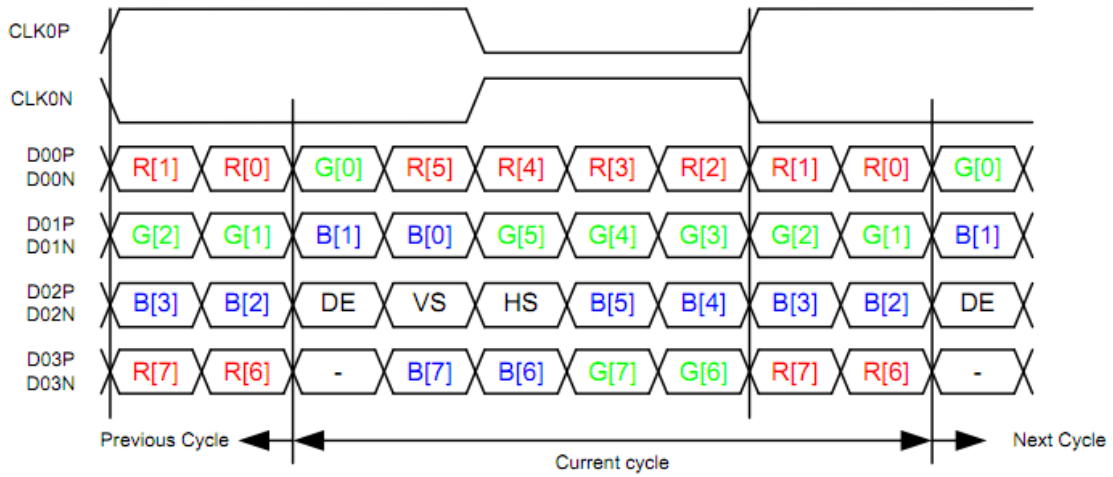 CLK0P
CLK0N
D00P
D00N
R[1] R[0] G[0] R[5] R[4] R[3] R[2] R[1] R[0] G[0]
D01P
D01N
G[2] G[1] B[1] B[0] G[5] G[4] G[3] G[2] G[1] B[1]
D02P
D02N
B[3] B[2] DE VS HS B[5] B[4] B[3] B[2] DE
D03P
D03N
R[7] R[6] - B[7] B[6] G[7] G[6] R[7] R[6] -
Previous Cycle
Current cycle
Next Cycle